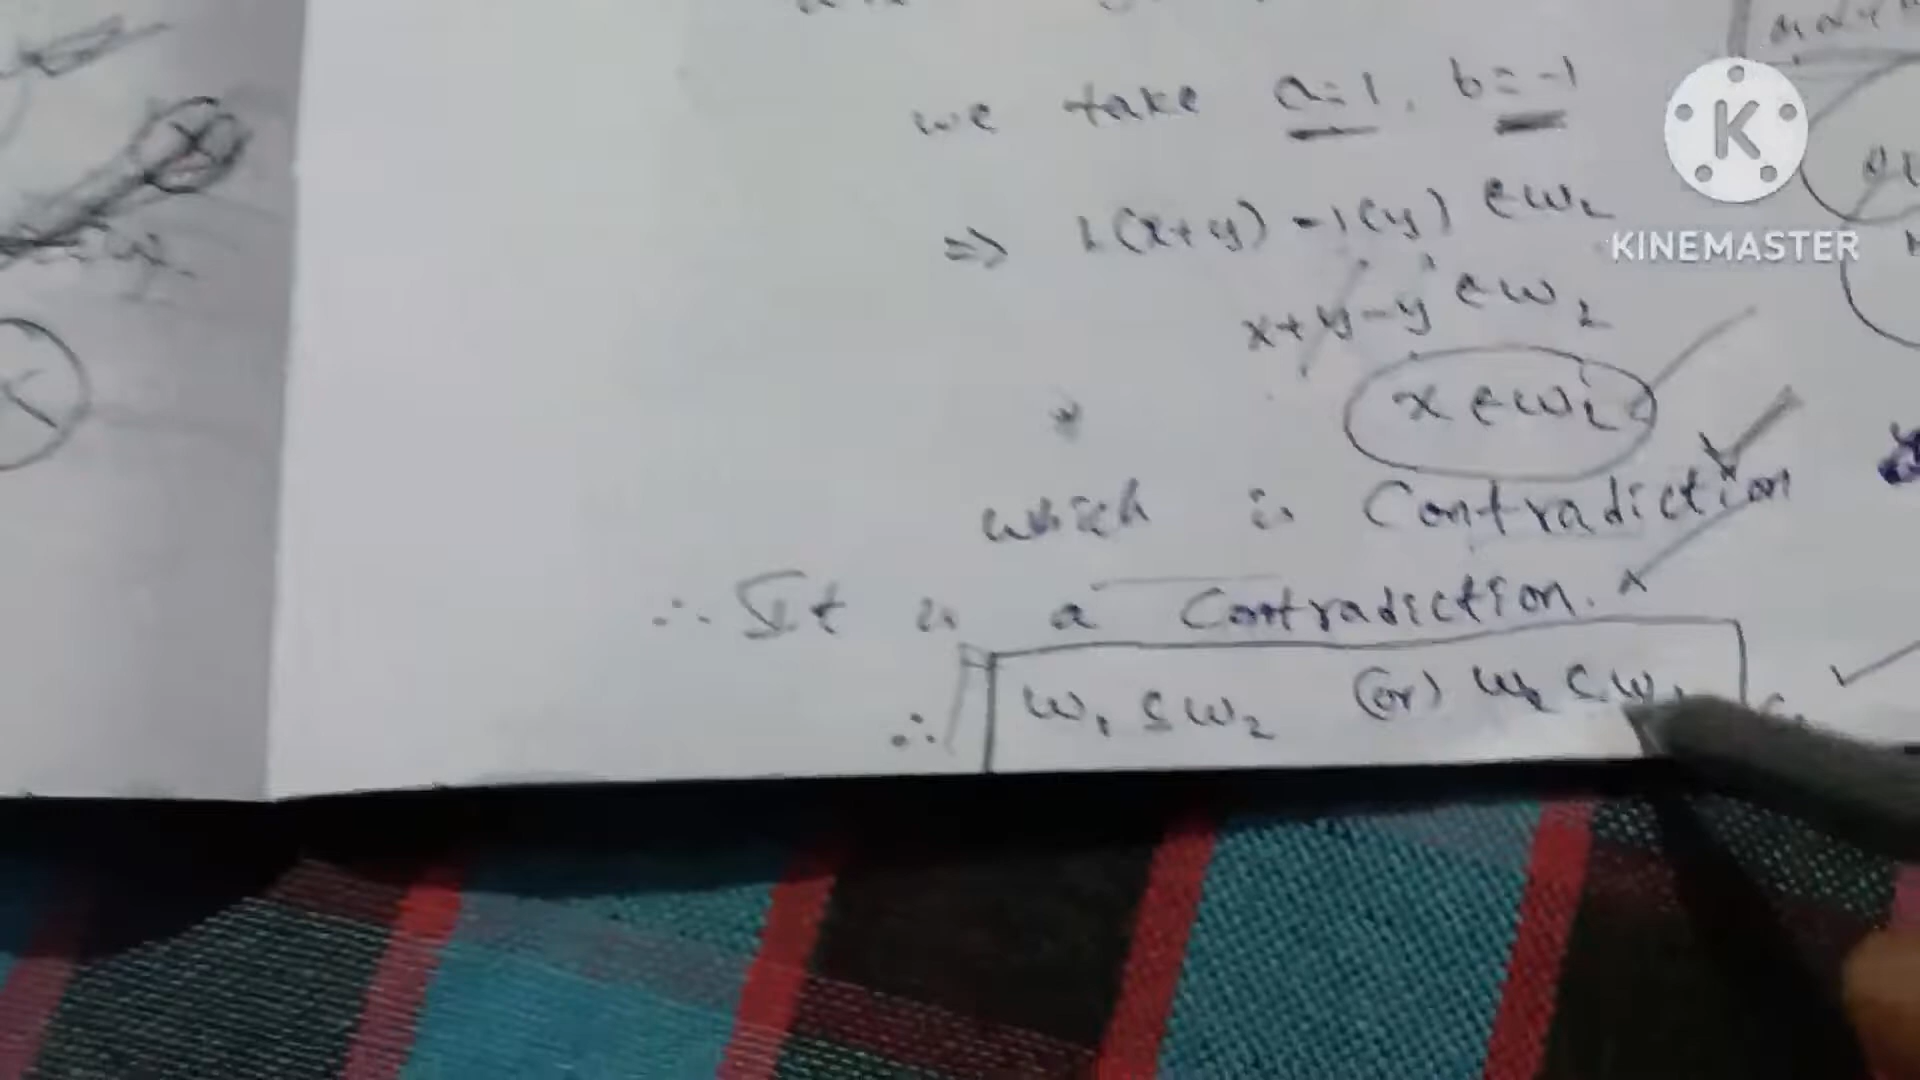 we take a=1, b=-1
⇒ 1(x+y) -1(y) ∈ W₂
x+y-y ∈ W₂
x ∈ W₂
which is Contradiction
∴ It is a Contradiction.
∴ W₁ ⊆ W₂ (or) W₂ ⊆ W₁
K
KINEMASTER